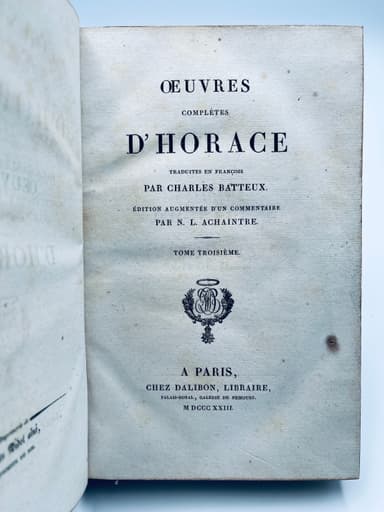 ŒUVRES
COMPLÈTES
D'HORACE
TRADUITES EN FRANÇOIS
PAR CHARLES BATTEUX.
ÉDITION AUGMENTÉE D'UN COMMENTAIRE
PAR N. L. ACHAINTRE.
TOME TROISIÈME.
A PARIS,
CHEZ DALIBON, LIBRAIRE,
PALAIS-ROYAL, GALERIE DE NEMOURS.
M DCCC XXIII.